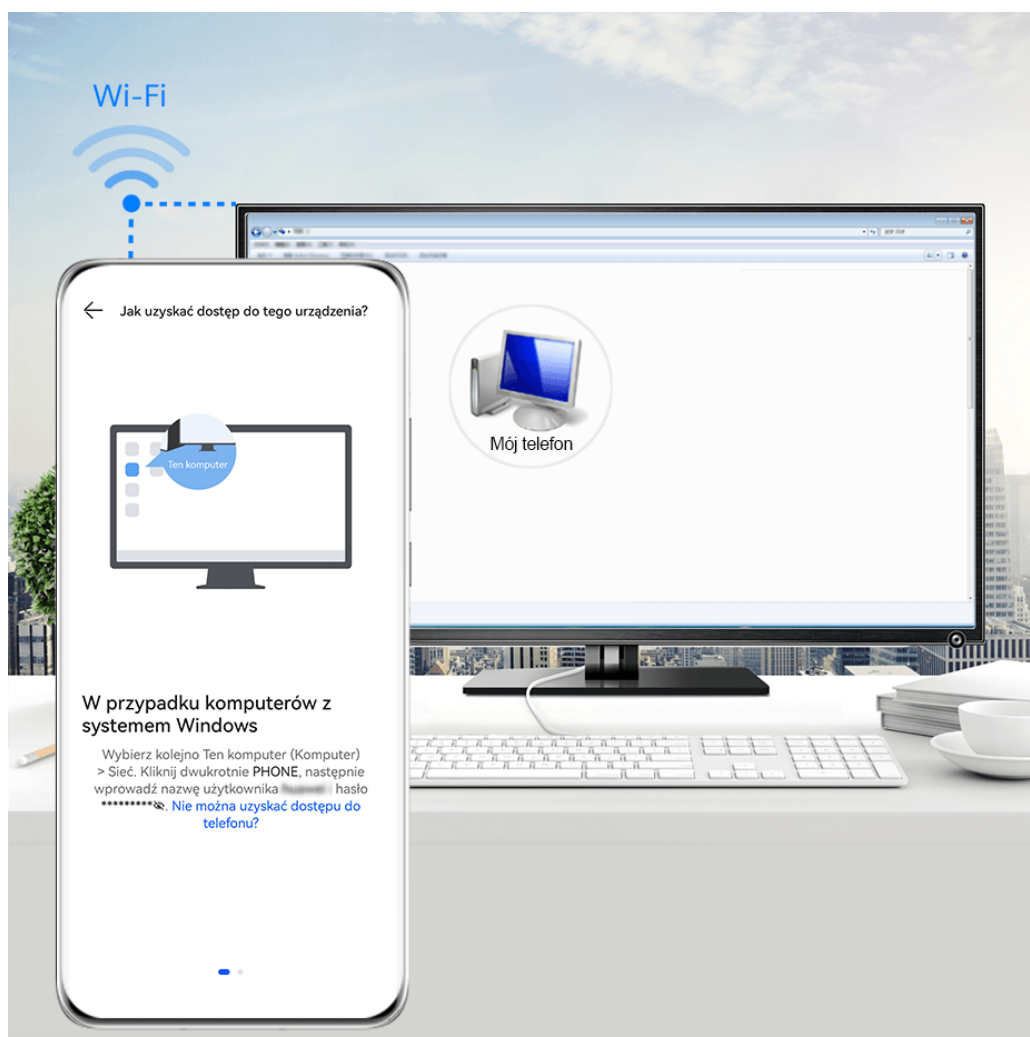 Wi-Fi
Jak uzyskać dostęp do tego urządzenia?
Ten komputer
Mój telefon
W przypadku komputerów z
systemem Windows
Wybierz kolejno Ten komputer (Komputer)
> Sieć. Kliknij dwukrotnie PHONE, następnie
wprowadź nazwę użytkownika i hasło
*********. Nie można uzyskać dostępu do
telefonu?